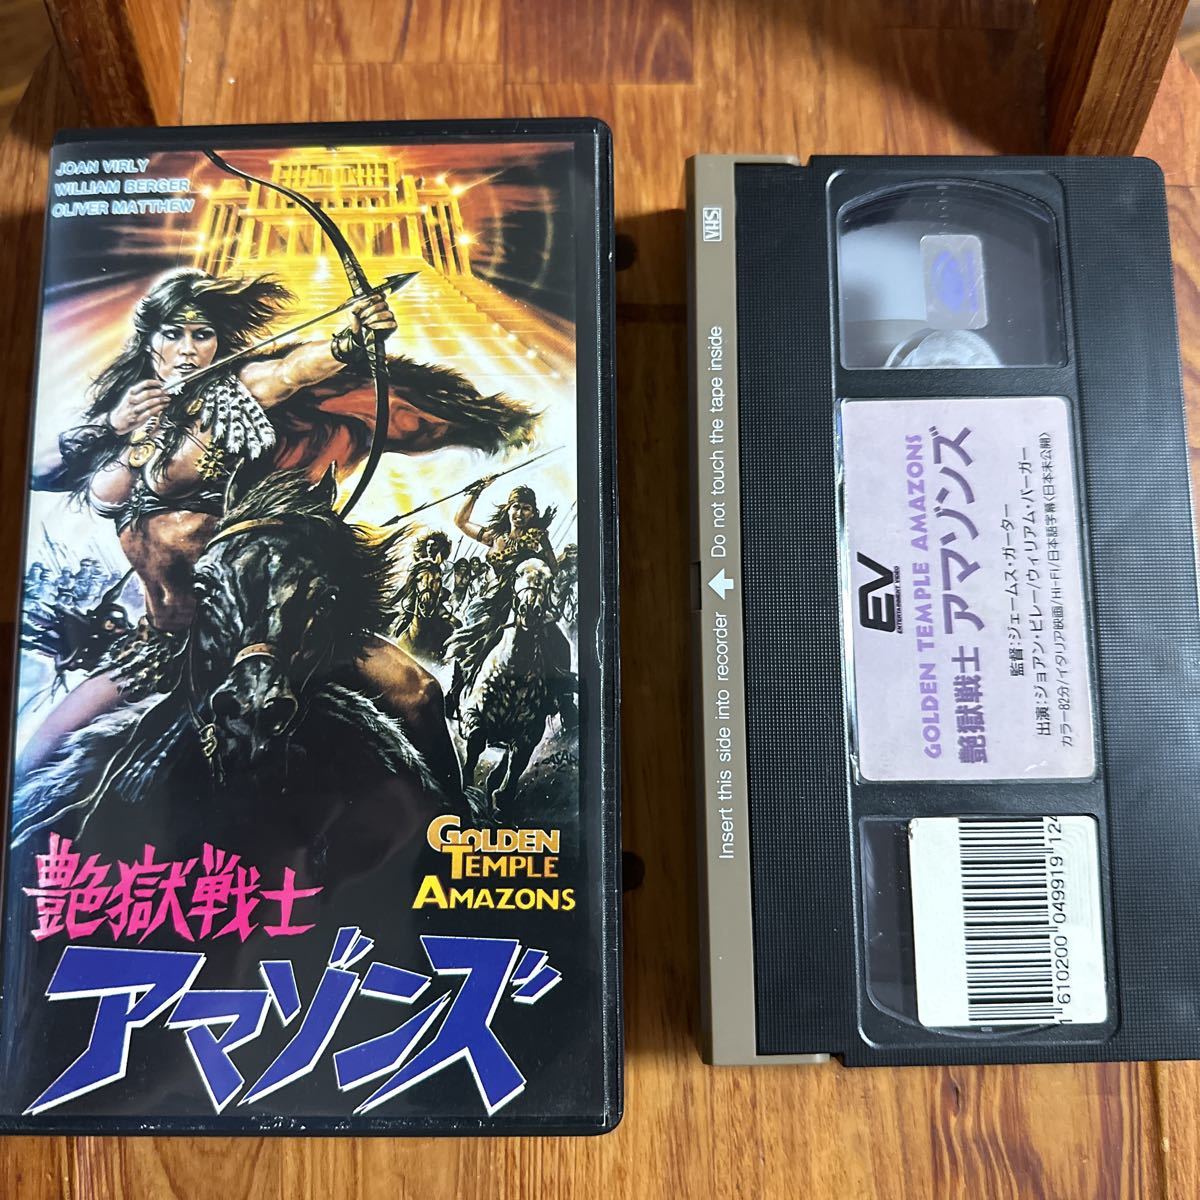 JOAN VIRLY
WILLIAM BERGER
OLIVER MATTHEW
艶獄戦士
GOLDEN
TEMPLE
AMAZONS
アマゾンズ
VHS
Insert this side into recorder
Do not touch the tape inside
EV
ENTERTAINMENT VIDEO
GOLDEN TEMPLE AMAZONS
艶獄戦士 アマゾンズ
監督:ジェームス・ガーター
出演:ジョアン・ビレー/ウィリアム・バーガー
カラー82分/イタリア映画/Hi-Fi/日本語字幕〈日本未公開〉
1610200 049919 124